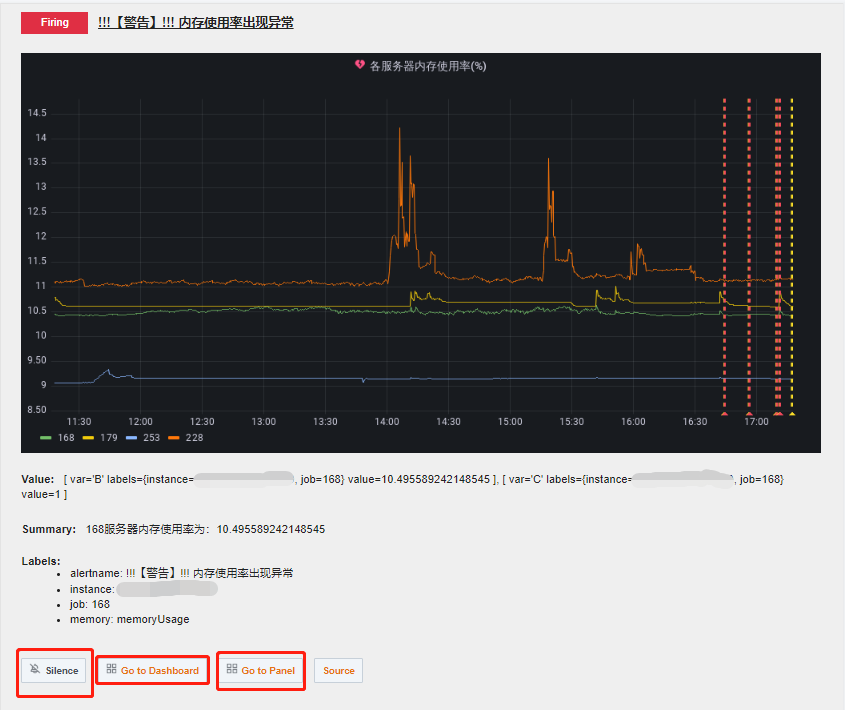 Firing !!!【警告】!!! 内存使用率出现异常
各服务器内存使用率(%)
14.5
14
13.5
13
12.5
12
11.5
11
10.5
10
9.50
9
8.50
11:30 12:00 12:30 13:00 13:30 14:00 14:30 15:00 15:30 16:00 16:30 17:00
168 179 253 228
Value: [ var='B' labels={instance= , job=168} value=10.495589242148545 ], [ var='C' labels={instance= , job=168}
value=1 ]
Summary: 168服务器内存使用率为：10.495589242148545
Labels:
alertname: !!!【警告】!!! 内存使用率出现异常
instance:
job: 168
memory: memoryUsage
Silence Go to Dashboard Go to Panel Source